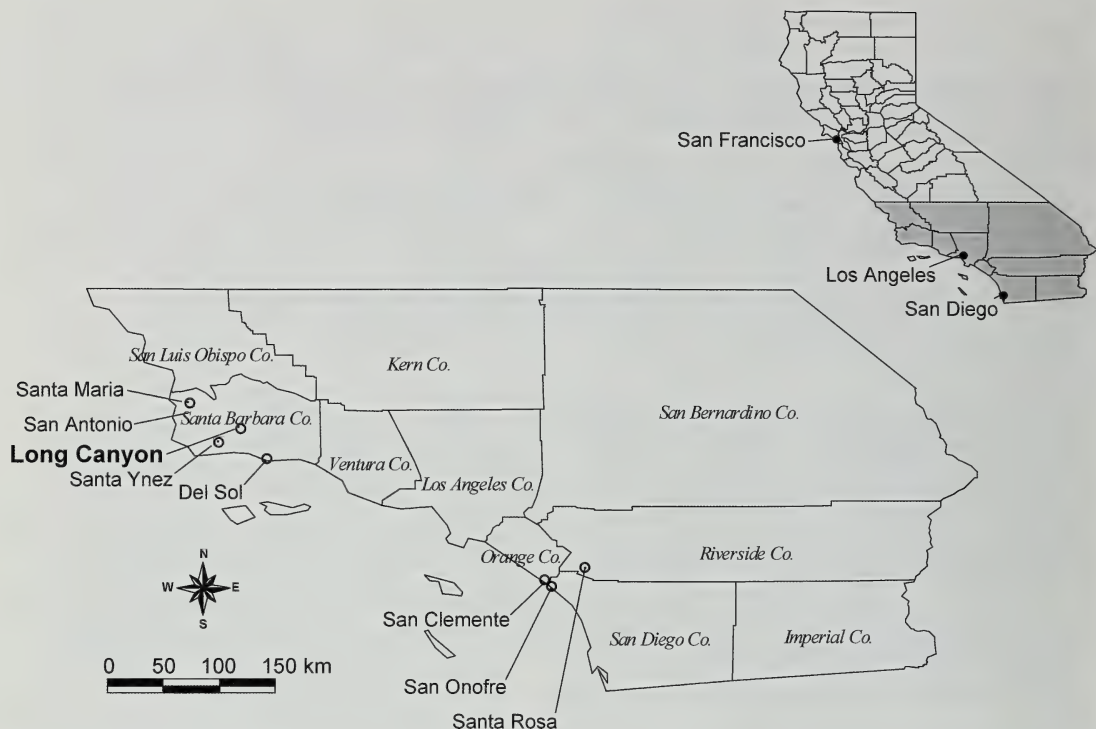 San Francisco
Los Angeles
San Diego
San Luis Obispo Co.
Kern Co.
Santa Maria
San Antonio
Santa Barbara Co.
San Bernardino Co.
Long Canyon
Santa Ynez
Ventura Co.
Del Sol
Los Angeles Co.
N
W E
S
Orange Co.
Riverside Co.
San Clemente
San Diego Co.
Imperial Co.
0 50 100 150 km
San Onofre
Santa Rosa